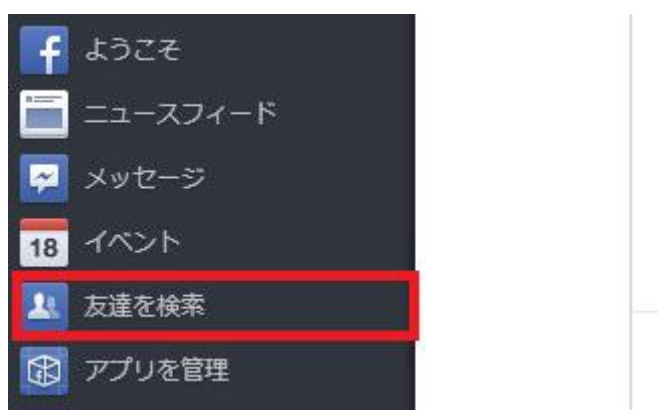 ようこそ
ニュースフィード
メッセージ
18
イベント
友達を検索
アプリを管理